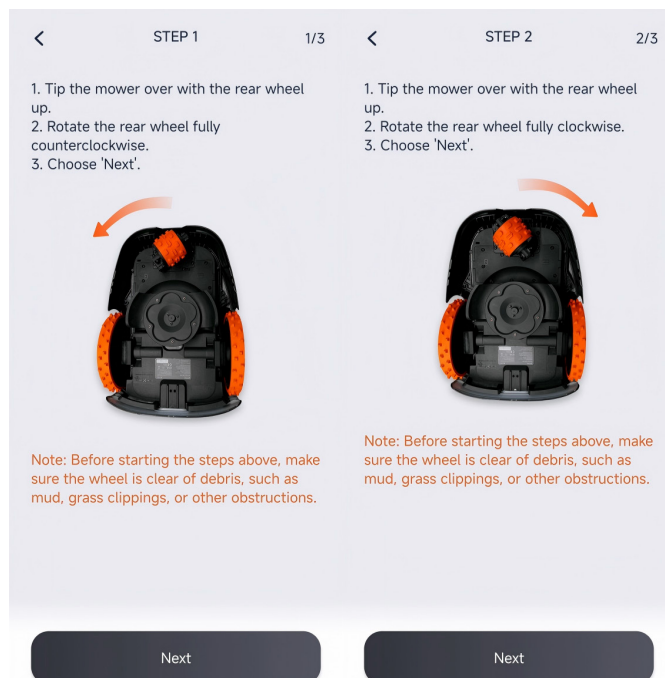 STEP 1
1/3
1. Tip the mower over with the rear wheel
up.
2. Rotate the rear wheel fully
counterclockwise.
3. Choose 'Next'.
Note: Before starting the steps above, make
sure the wheel is clear of debris, such as
mud, grass clippings, or other obstructions.
Next
STEP 2
2/3
1. Tip the mower over with the rear wheel
up.
2. Rotate the rear wheel fully clockwise.
3. Choose 'Next'.
Note: Before starting the steps above, make
sure the wheel is clear of debris, such as
mud, grass clippings, or other obstructions.
Next